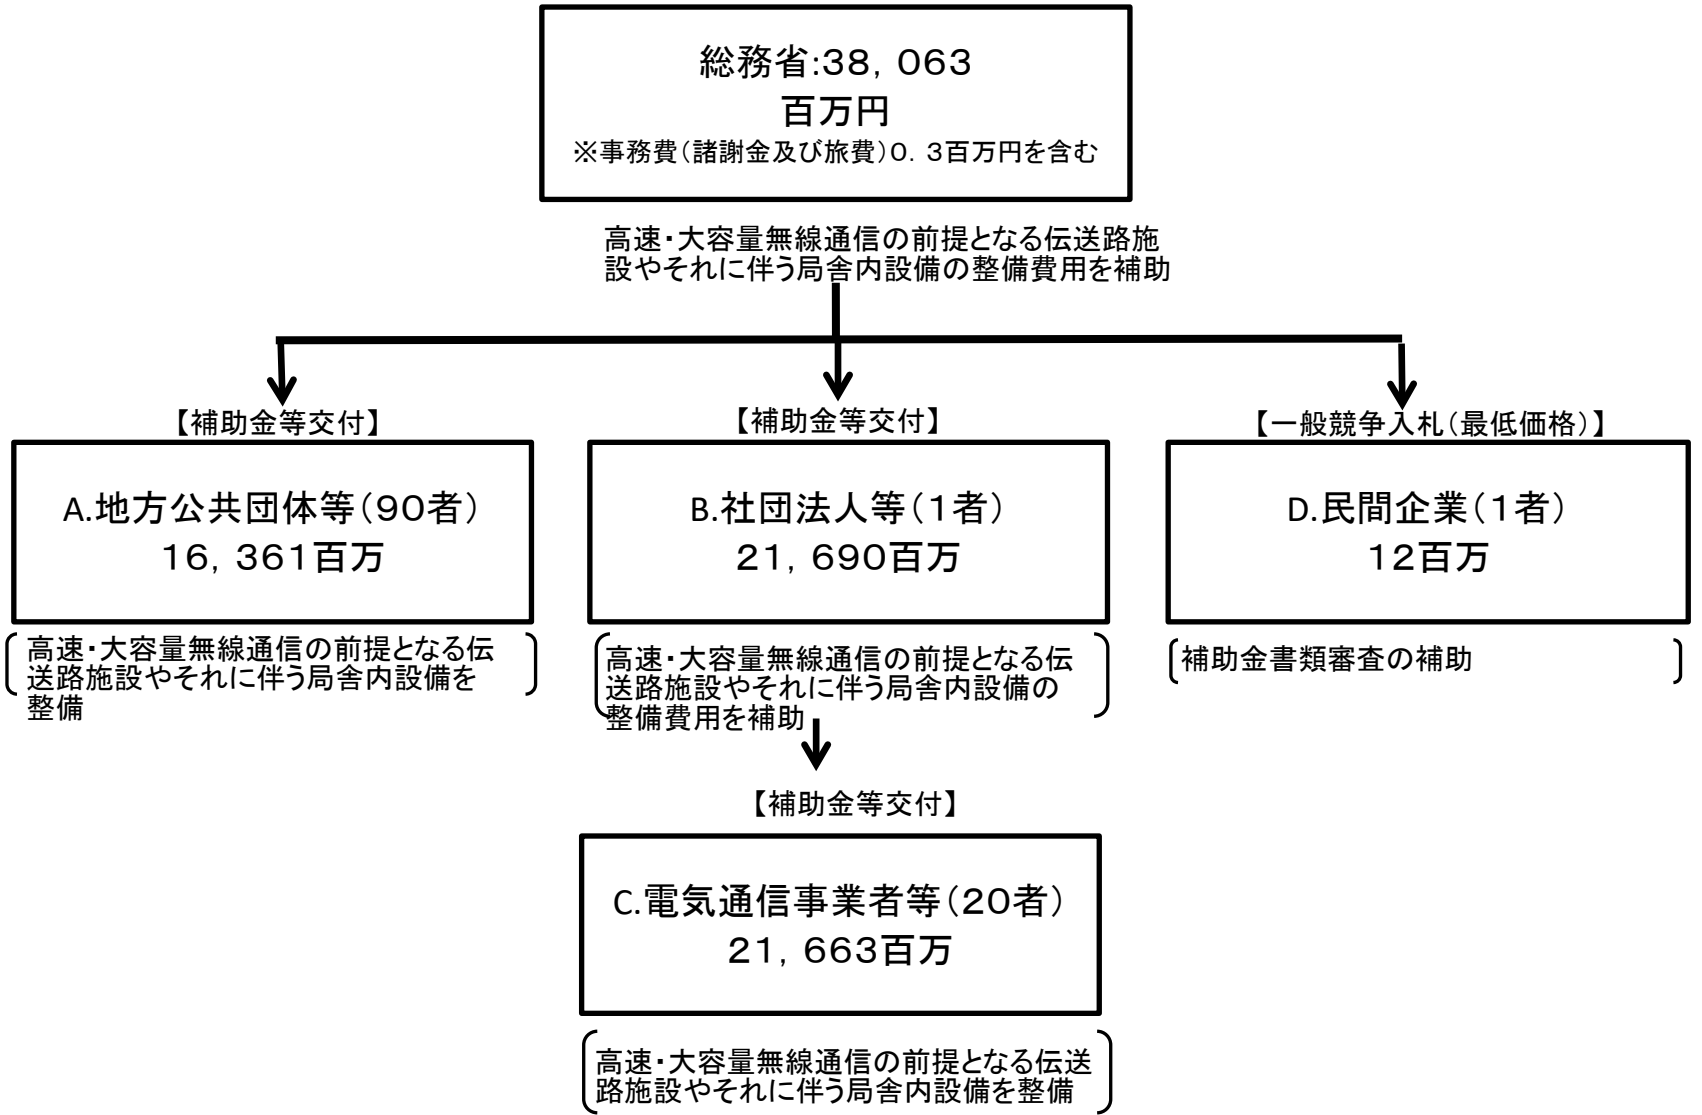 総務省:38，063
百万円
※事務費（諸謝金及び旅費）0．3百万円を含む
高速・大容量無線通信の前提となる伝送路施
設やそれに伴う局舎内設備の整備費用を補助
【補助金等交付】
A.地方公共団体等（90者）
16，361百万
高速・大容量無線通信の前提となる伝
送路施設やそれに伴う局舎内設備を
整備
【補助金等交付】
B.社団法人等（1者）
21，690百万
高速・大容量無線通信の前提となる伝
送路施設やそれに伴う局舎内設備の
整備費用を補助
【一般競争入札（最低価格）】
D.民間企業（1者）
12百万
補助金書類審査の補助
【補助金等交付】
C.電気通信事業者等（20者）
21，663百万
高速・大容量無線通信の前提となる伝送
路施設やそれに伴う局舎内設備を整備